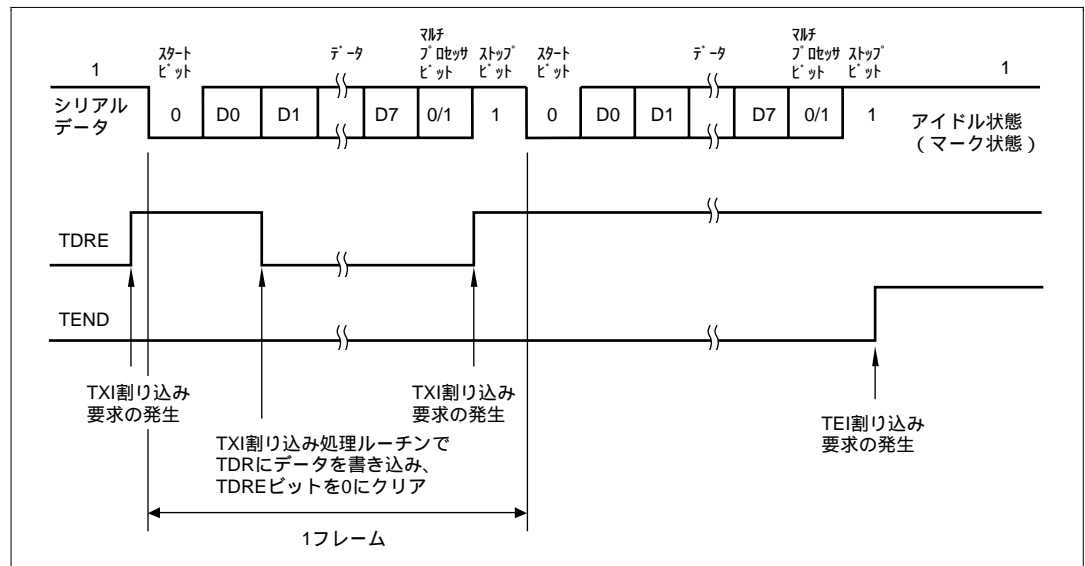 1
スタート
ビット
データ
マルチ
プロセッサ
ビット
ストップ
ビット
スタート
ビット
データ
マルチ
プロセッサ
ビット
ストップ
ビット
1
シリアル
データ
0 D0 D1 D7 0/1 1 0 D0 D1 D7 0/1 1
アイドル状態
(マーク状態)
TDRE
TEND
TXI割り込み
要求の発生
TXI割り込み処理ルーチンで
TDRにデータを書き込み、
TDREビットを0にクリア
TXI割り込み
要求の発生
TEI割り込み
要求の発生
1フレーム